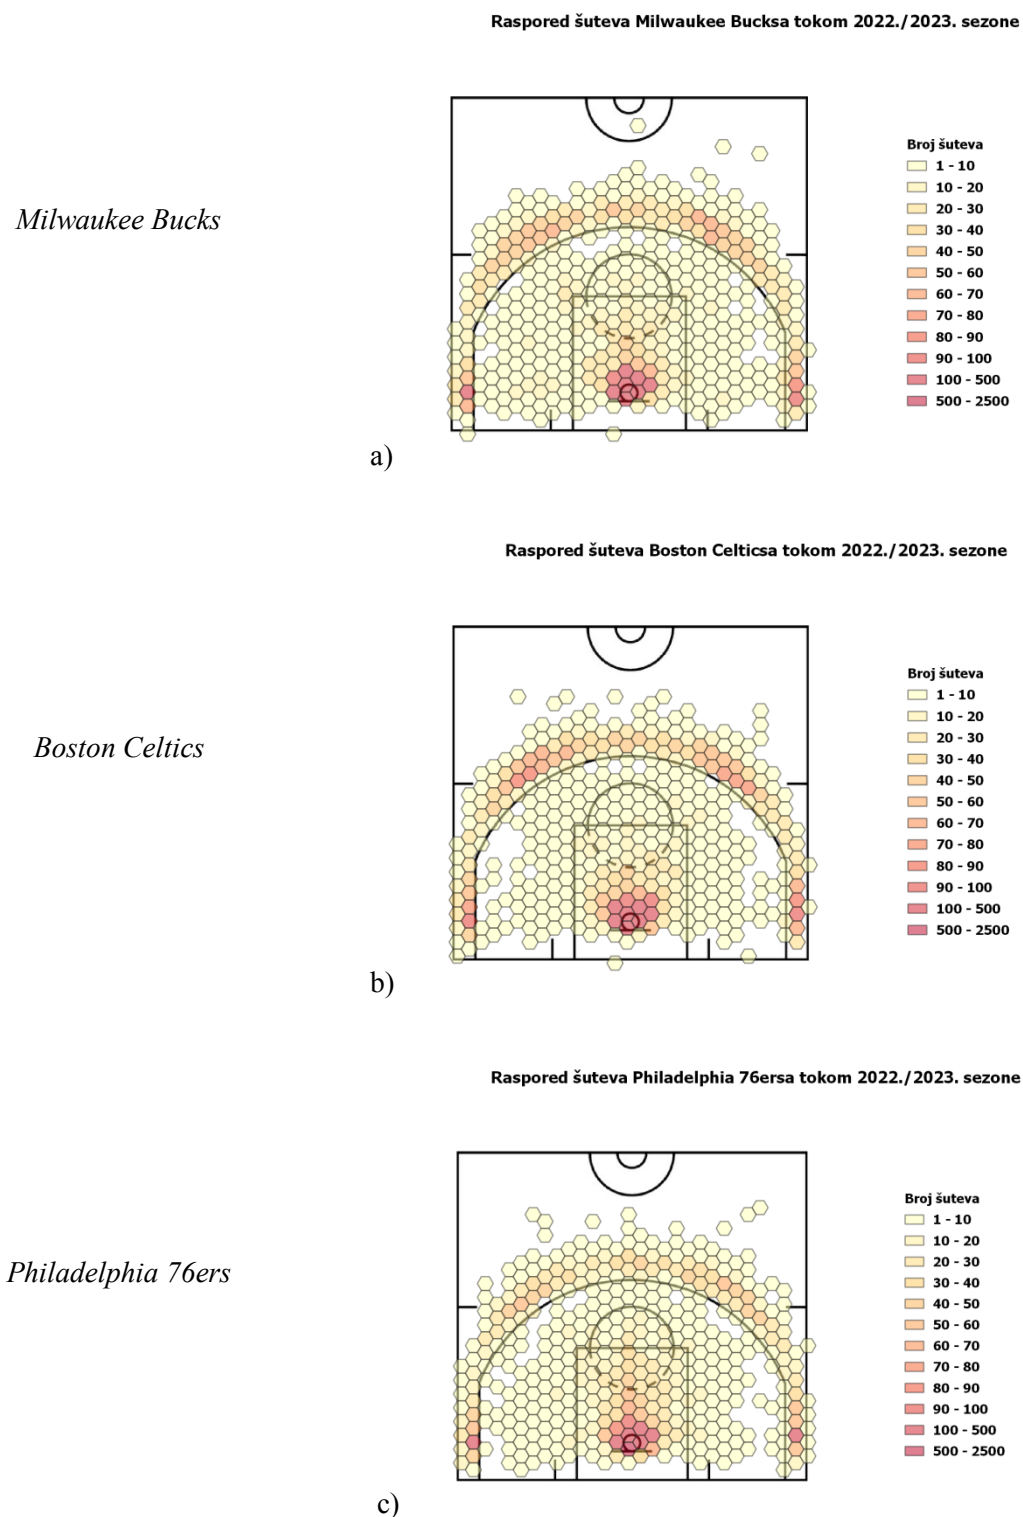 Raspored šuteva Milwaukee Bucksa tokom 2022./2023. sezone
Milwaukee Bucks
Broj šuteva
1 - 10
10 - 20
20 - 30
30 - 40
40 - 50
50 - 60
60 - 70
70 - 80
80 - 90
90 - 100
100 - 500
500 - 2500
a)
Raspored šuteva Boston Celticsa tokom 2022./2023. sezone
Boston Celtics
Broj šuteva
1 - 10
10 - 20
20 - 30
30 - 40
40 - 50
50 - 60
60 - 70
70 - 80
80 - 90
90 - 100
100 - 500
500 - 2500
b)
Raspored šuteva Philadelphia 76ersa tokom 2022./2023. sezone
Philadelphia 76ers
Broj šuteva
1 - 10
10 - 20
20 - 30
30 - 40
40 - 50
50 - 60
60 - 70
70 - 80
80 - 90
90 - 100
100 - 500
500 - 2500
c)